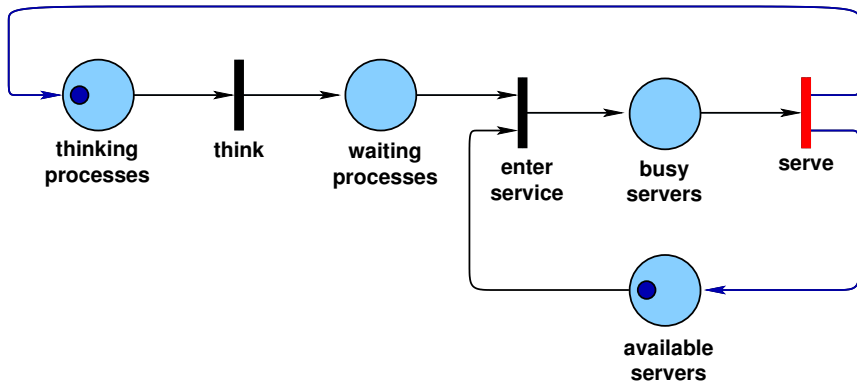 thinking
processes
think
waiting
processes
enter
service
busy
servers
serve
available
servers